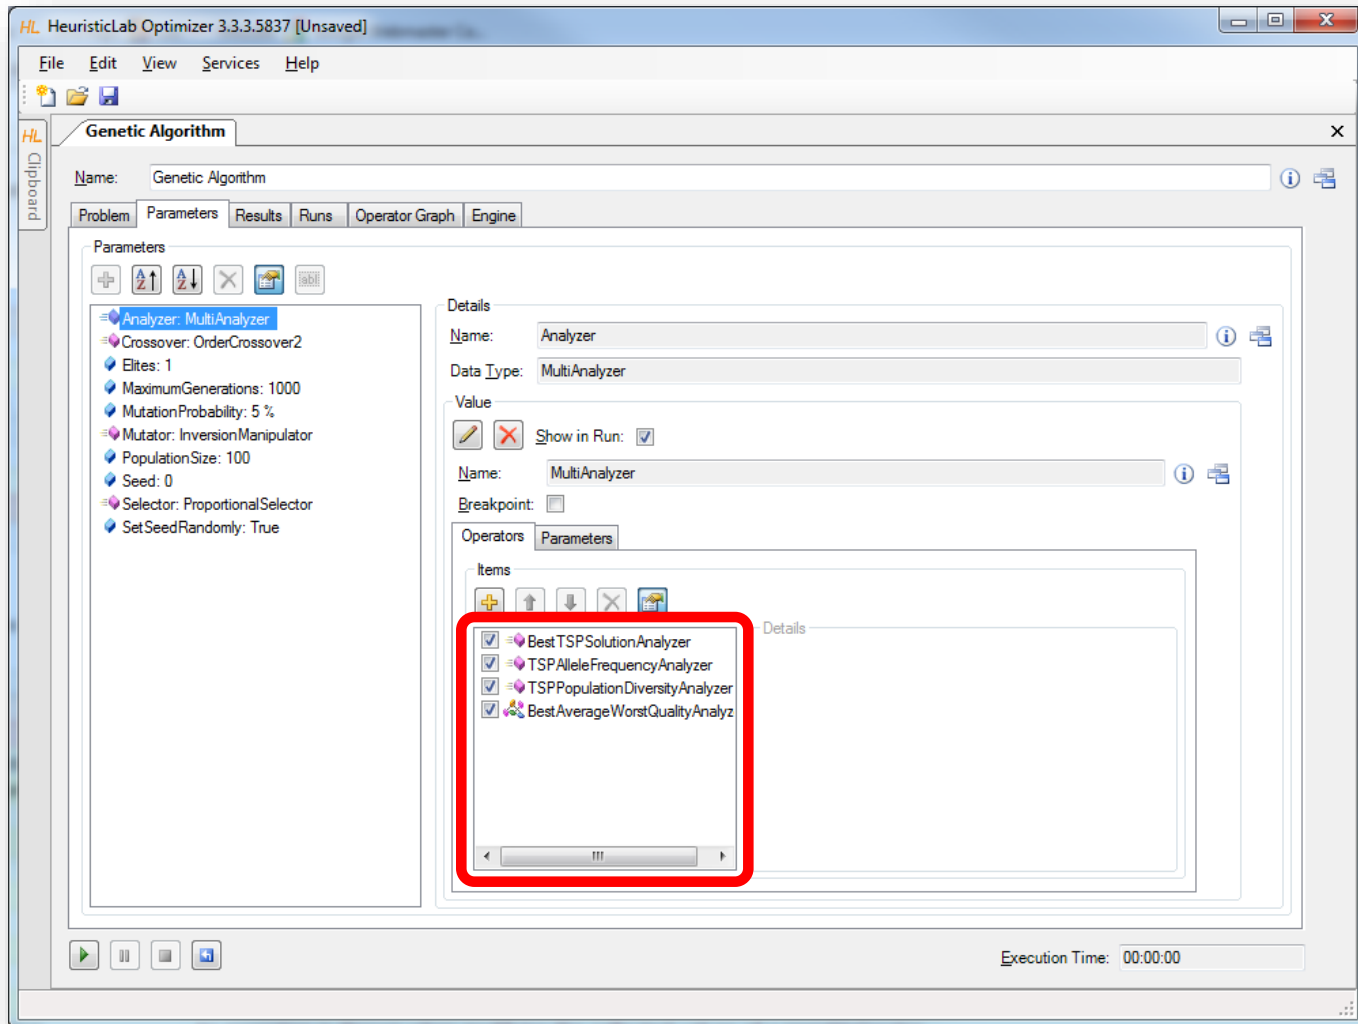 HL HeuristicLab Optimizer 3.3.3.5837 [Unsaved]
File Edit View Services Help
HL Clipboard
Genetic Algorithm
Name: Genetic Algorithm
Problem Parameters Results Runs Operator Graph Engine
Parameters
Analyzer: MultiAnalyzer
Crossover: OrderCrossover2
Elites: 1
MaximumGenerations: 1000
MutationProbability: 5 %
Mutator: InversionManipulator
PopulationSize: 100
Seed: 0
Selector: ProportionalSelector
SetSeedRandomly: True
Details
Name: Analyzer
Data Type: MultiAnalyzer
Value
Show in Run:
Name: MultiAnalyzer
Breakpoint:
Operators Parameters
Items
BestTSPSolutionAnalyzer
TSPAlleleFrequencyAnalyzer
TSPPopulationDiversityAnalyzer
BestAverageWorstQualityAnalyz
Details
Execution Time: 00:00:00